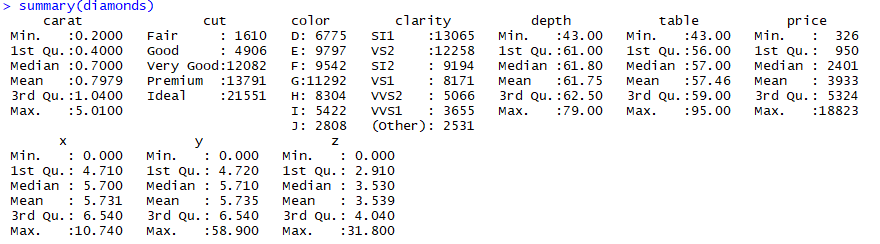 > summary(diamonds)
     carat               cut        color        clarity          depth           table           price      
 Min.   :0.2000   Fair     : 1610   D: 6775   SI1    :13065   Min.   :43.00   Min.   :43.00   Min.   :  326  
 1st Qu.:0.4000   Good     : 4906   E: 9797   VS2    :12258   1st Qu.:61.00   1st Qu.:56.00   1st Qu.:  950  
 Median :0.7000   Very Good:12082   F: 9542   SI2    : 9194   Median :61.80   Median :57.00   Median : 2401  
 Mean   :0.7979   Premium  :13791   G:11292   VS1    : 8171   Mean   :61.75   Mean   :57.46   Mean   : 3933  
 3rd Qu.:1.0400   Ideal    :21551   H: 8304   VVS2   : 5066   3rd Qu.:62.50   3rd Qu.:59.00   3rd Qu.: 5324  
 Max.   :5.0100                     I: 5422   VVS1   : 3655   Max.   :79.00   Max.   :95.00   Max.   :18823  
                                    J: 2808   (Other): 2531                                                  
       x                y                z         
 Min.   : 0.000   Min.   : 0.000   Min.   : 0.000  
 1st Qu.: 4.710   1st Qu.: 4.720   1st Qu.: 2.910  
 Median : 5.700   Median : 5.710   Median : 3.530  
 Mean   : 5.731   Mean   : 5.735   Mean   : 3.539  
 3rd Qu.: 6.540   3rd Qu.: 6.540   3rd Qu.: 4.040  
 Max.   :10.740   Max.   :58.900   Max.   :31.800